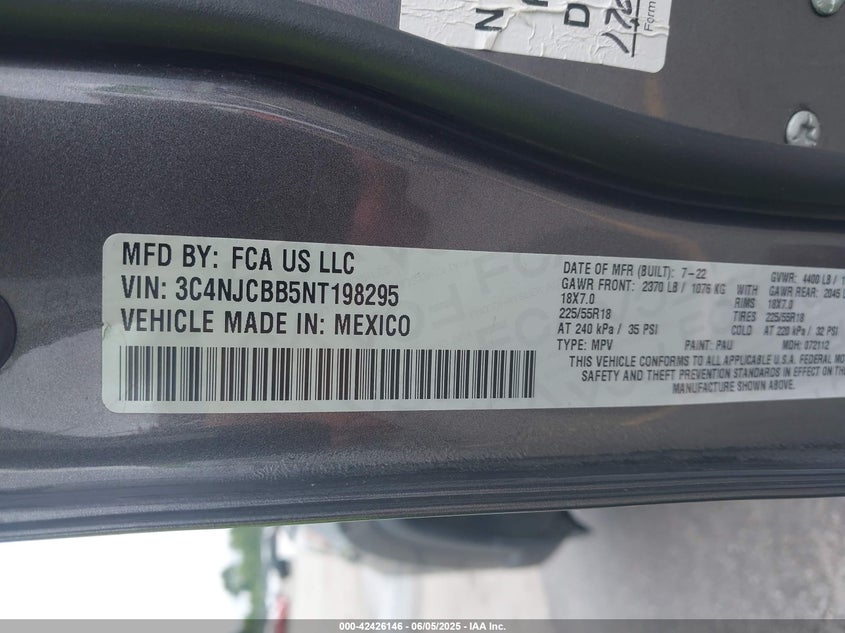 MFD BY: FCA US LLC
VIN: 3C4NJCBB5NT198295
VEHICLE MADE IN: MEXICO
DATE OF MFR (BUILT): 7-22 GVWR: 4400 LB /
GAWR FRONT: 2370 LB / 1076 KG WITH GAWR REAR: 2045 L
18X7.0 RIMS 18X7.0
225/55R18 TIRES 225/55R18
AT 240 kPa / 35 PSI COLD AT 220 kPa / 32 PSI
TYPE: MPV PAINT: PAU MDH: 072112
THIS VEHICLE CONFORMS TO ALL APPLICABLE U.S.A. FEDERAL MO
SAFETY AND THEFT PREVENTION STANDARDS IN EFFECT ON TH
MANUFACTURE SHOWN ABOVE.
N
D
Form
000-42426146 - 06/05/2025 - IAA Inc.